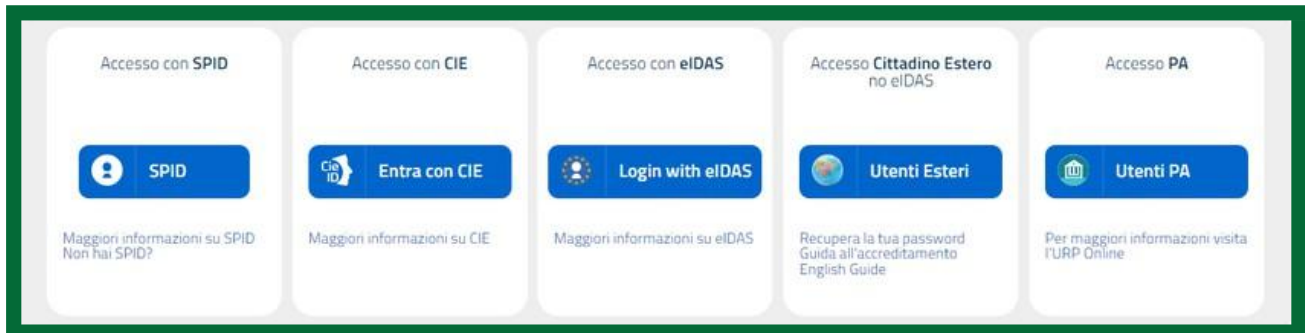 Accesso con SPID
SPID
Maggiori informazioni su SPID
Non hai SPID?
Accesso con CIE
Cie
ID
Entra con CIE
Maggiori informazioni su CIE
Accesso con eIDAS
Login with eIDAS
Maggiori informazioni su eIDAS
Accesso Cittadino Estero
no eIDAS
Utenti Esteri
Recupera la tua password
Guida all'accreditamento
English Guide
Accesso PA
Utenti PA
Per maggiori informazioni visita
l'URP Online